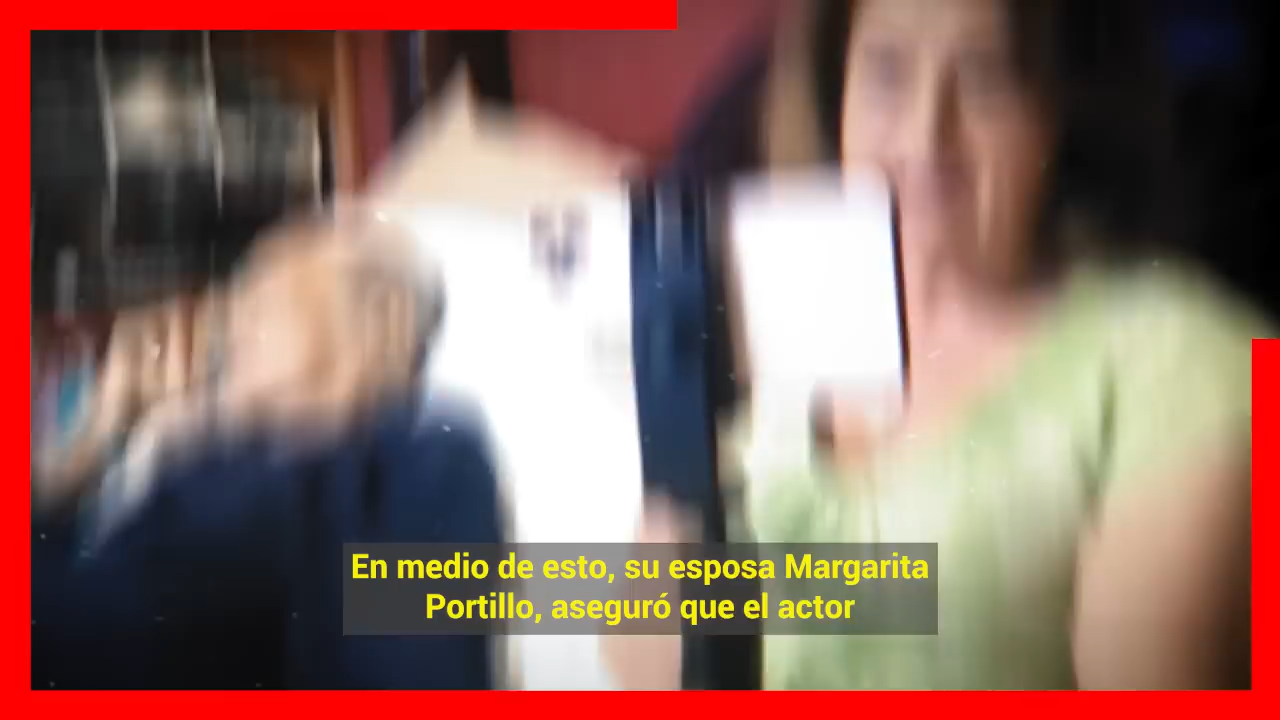 En medio de esto, su esposa Margarita
Portillo, aseguró que el actor